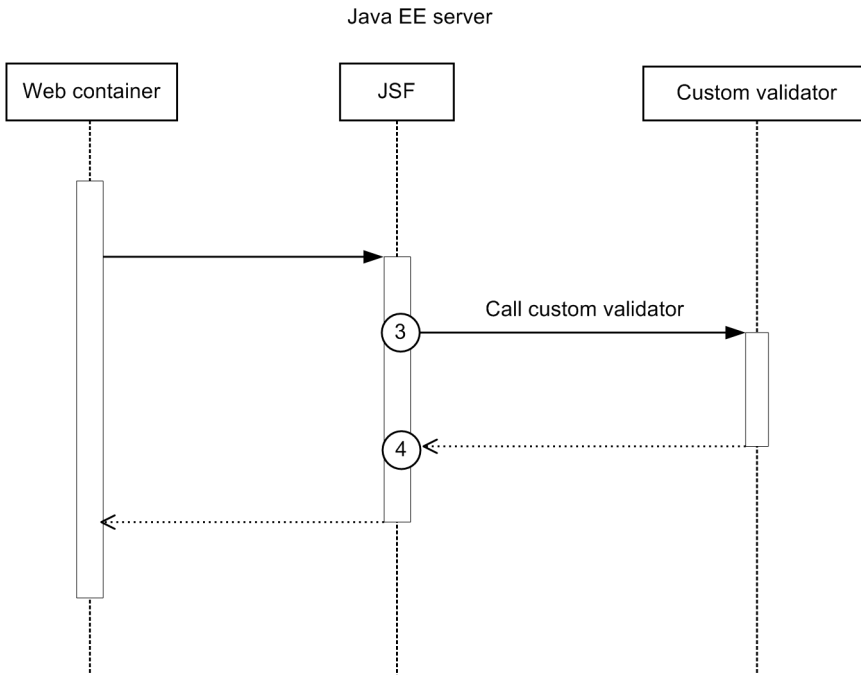 Java EE server
Web container
JSF
Custom validator
Call custom validator
3
4